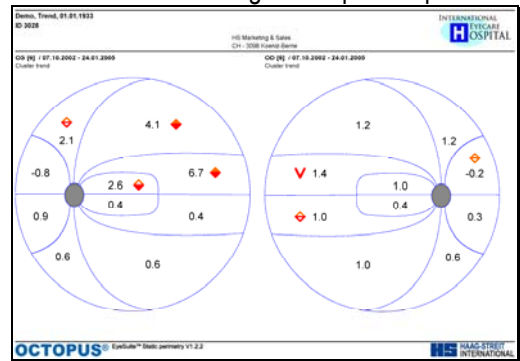 Demo, Trend, 01.01.1933
ID 3028
INTERNATIONAL
EYECARE
H HOSPITAL
HS Marketing & Sales
CH - 3098 Koeniz-Berne
OS [6] / 07.10.2002 - 24.01.2005
Cluster trend
OD [6] / 07.10.2002 - 24.01.2005
Cluster trend
4.1
2.1
-0.8
6.7
2.6
0.4
0.9
0.4
0.6
0.6
1.2
1.2
1.4
-0.2
1.0
0.4
1.0
0.3
0.6
1.0
OCTOPUS® EyeSuite™ Static perimetry V1.2.2
HS HAAG-STREIT
INTERNATIONAL